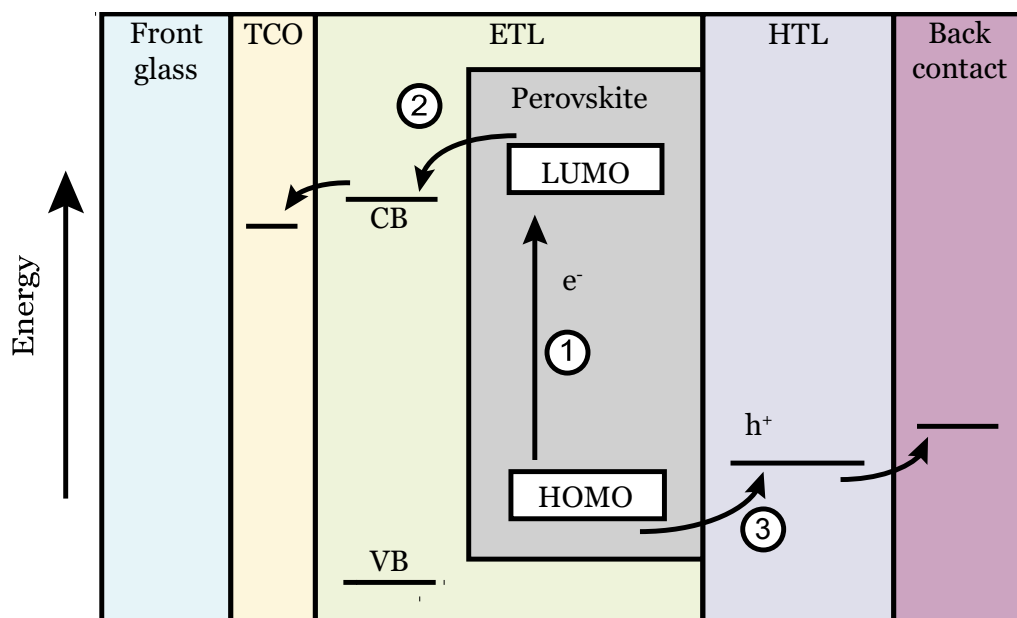 Front
glass
TCO
ETL
HTL
Back
contact
Perovskite
2
LUMO
CB
e-
Energy
1
h+
HOMO
3
VB